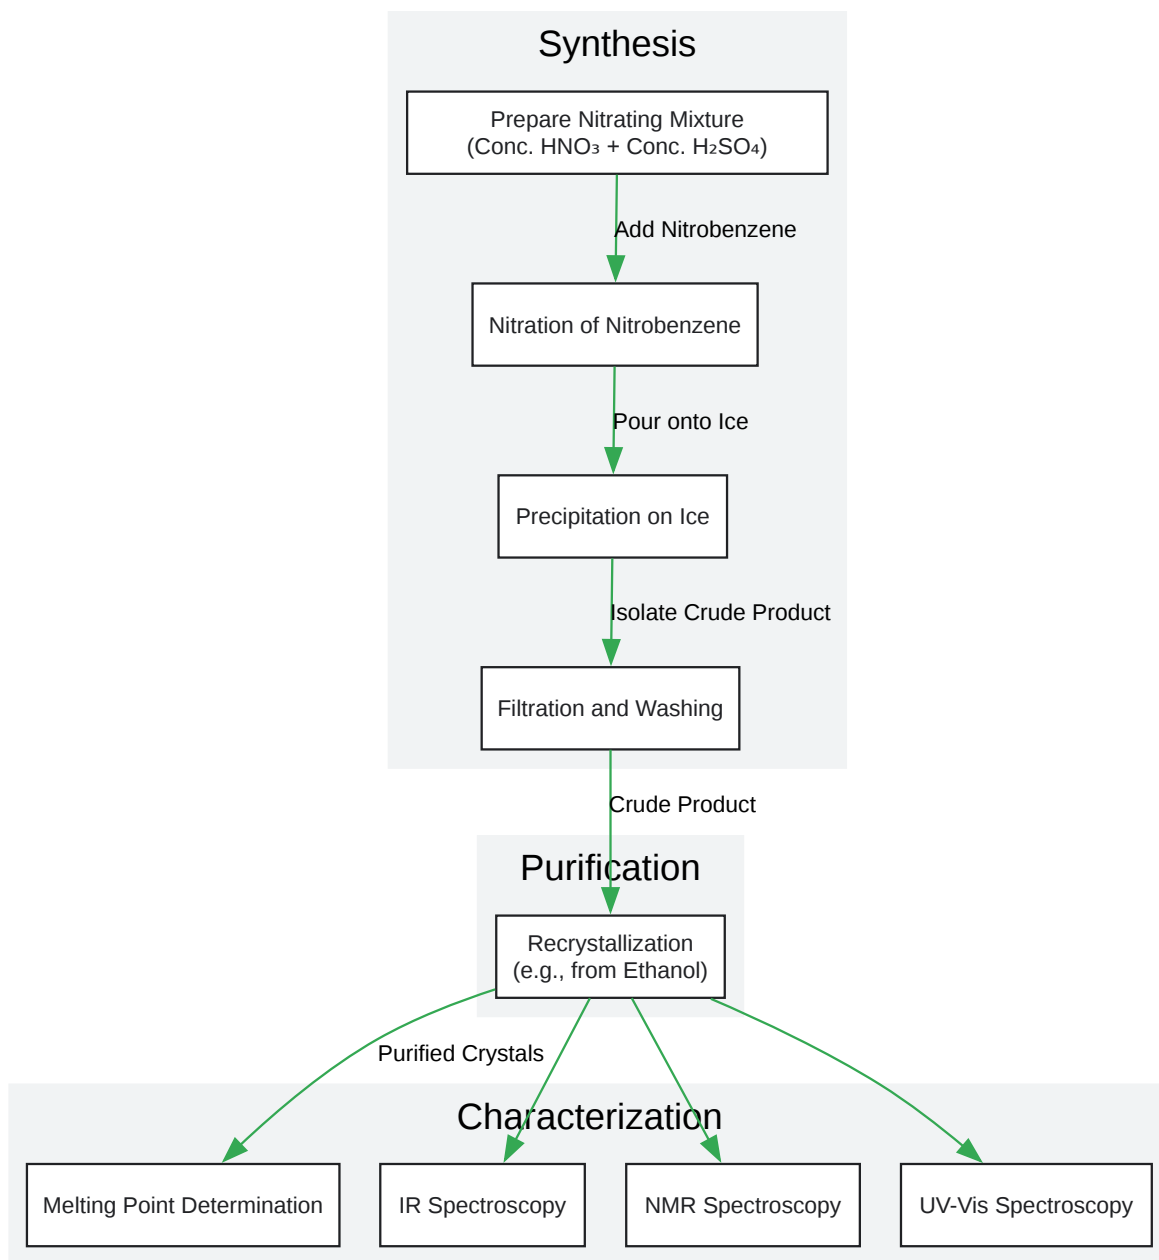 Synthesis
Prepare Nitrating Mixture
(Conc. HNO₃ + Conc. H₂SO₄)
Add Nitrobenzene
Nitration of Nitrobenzene
Pour onto Ice
Precipitation on Ice
Isolate Crude Product
Filtration and Washing
Crude Product
Purification
Recrystallization
(e.g., from Ethanol)
Purified Crystals
Characterization
Melting Point Determination
IR Spectroscopy
NMR Spectroscopy
UV-Vis Spectroscopy